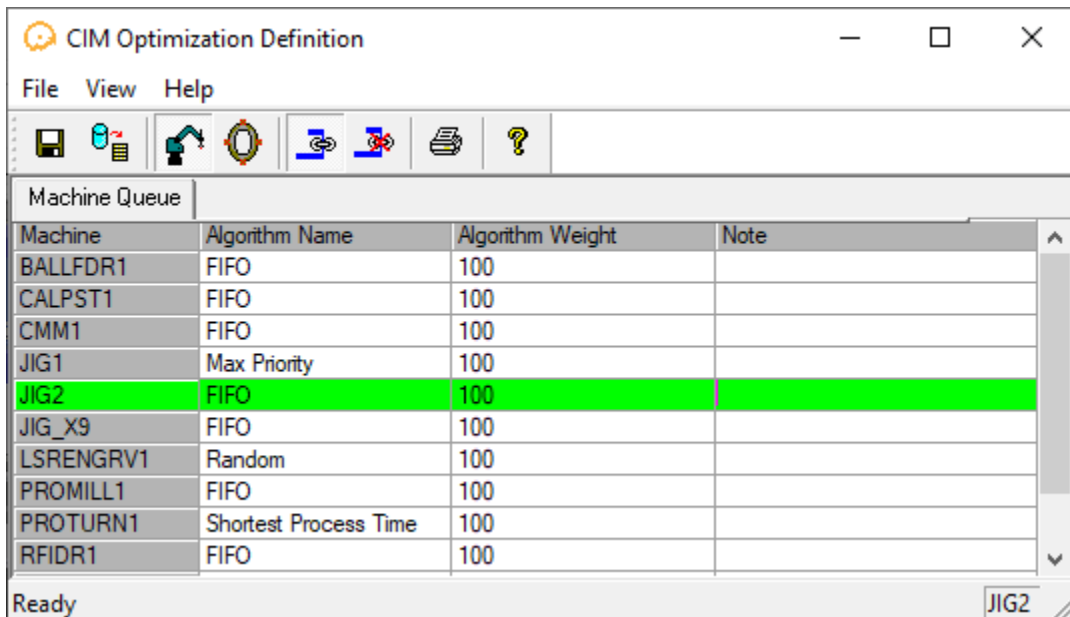 CIM Optimization Definition
File View Help
Machine Queue
Machine Algorithm Name Algorithm Weight Note
BALLFDR1 FIFO 100
CALPST1 FIFO 100
CMM1 FIFO 100
JIG1 Max Priority 100
JIG2 FIFO 100
JIG_X9 FIFO 100
LSRENGRV1 Random 100
PROMILL1 FIFO 100
PROTURN1 Shortest Process Time 100
RFIDR1 FIFO 100
Ready JIG2